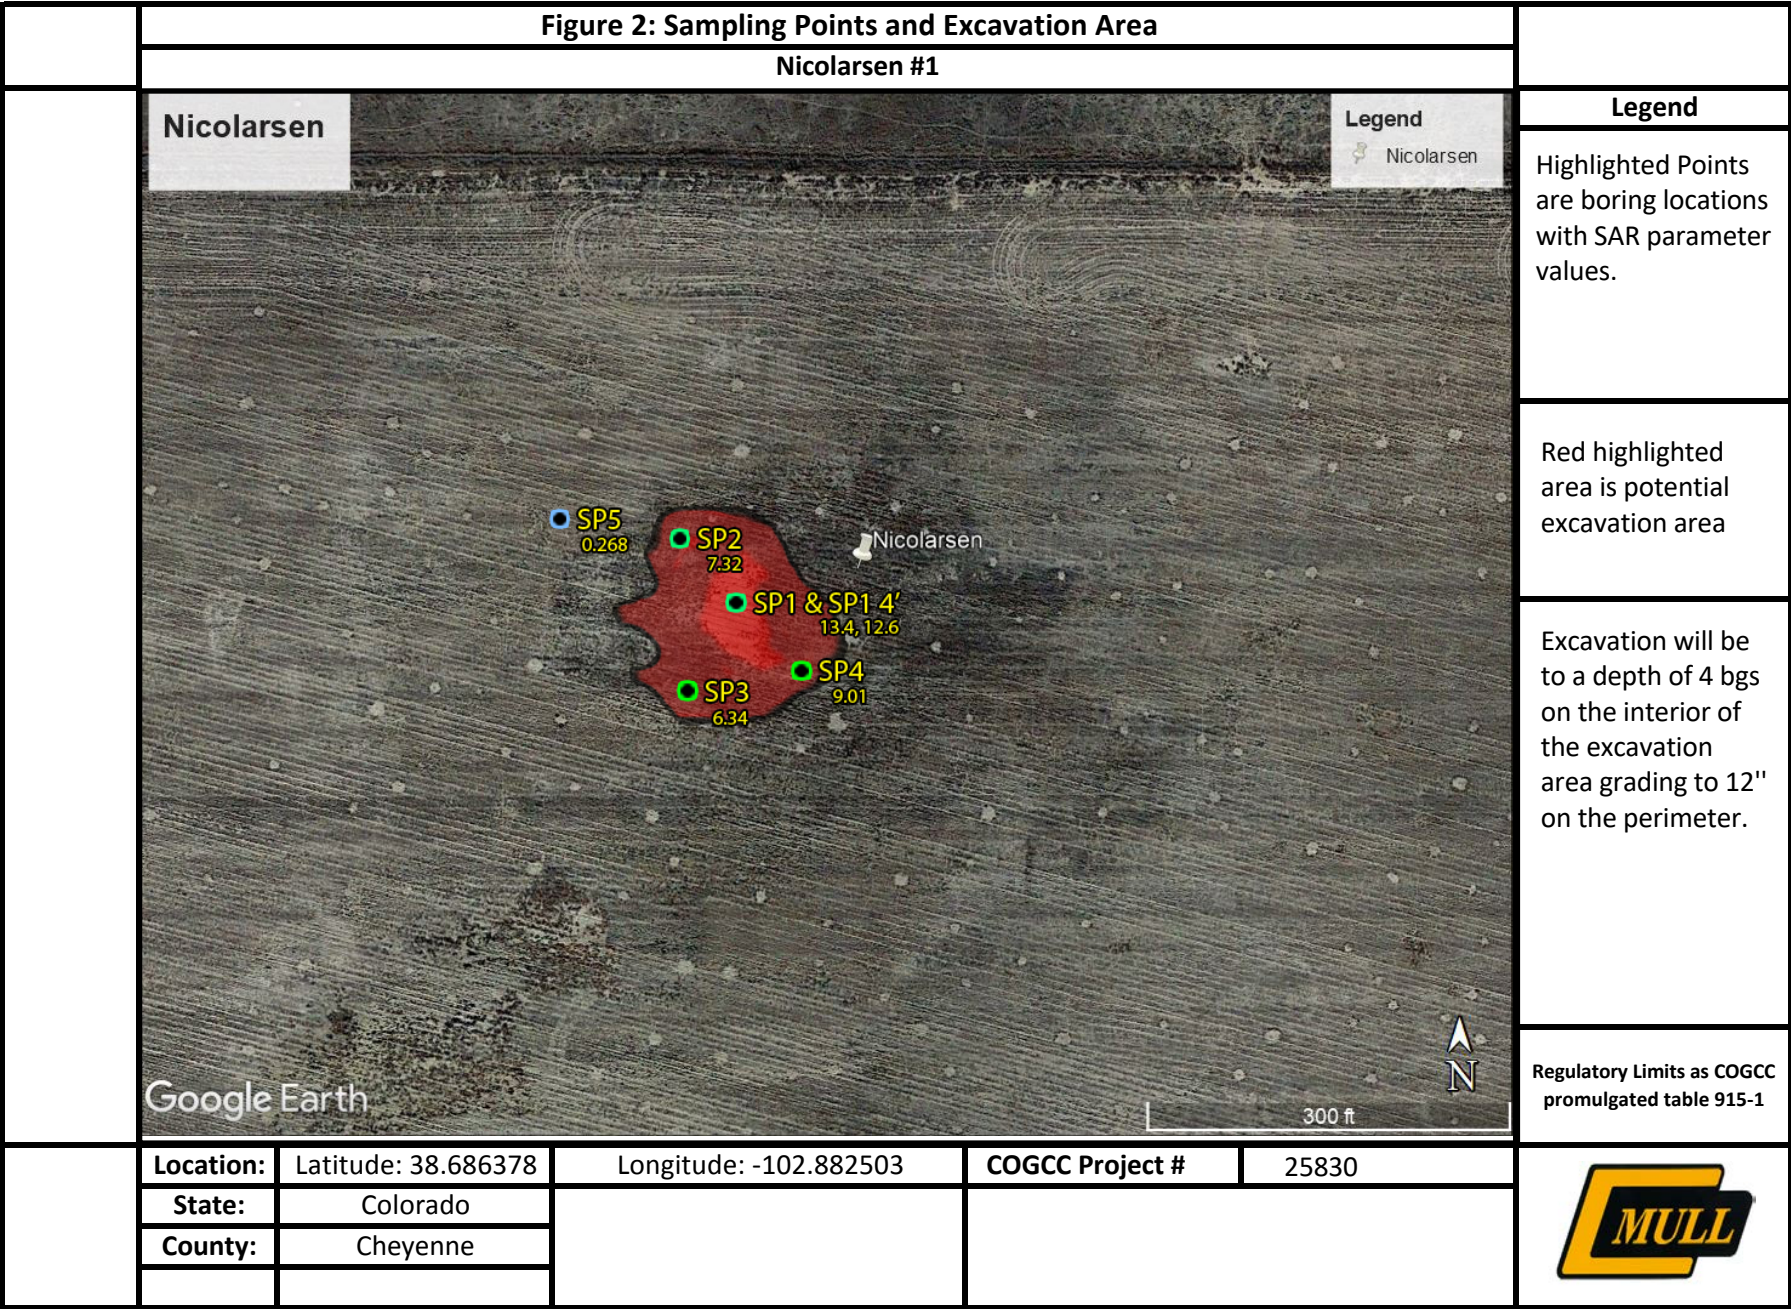 Figure 2: Sampling Points and Excavation Area
Nicolarsen #1
Nicolarsen
Legend
Nicolarsen
SP5
0.268
SP2
7.32
Nicolarsen
SP1 & SP1 4'
13.4, 12.6
SP4
9.01
SP3
6.34
Google Earth
N
300 ft
Legend
Highlighted Points
are boring locations
with SAR parameter
values.
Red highlighted
area is potential
excavation area
Excavation will be
to a depth of 4 bgs
on the interior of
the excavation
area grading to 12''
on the perimeter.
Regulatory Limits as COGCC
promulgated table 915-1
Location: Latitude: 38.686378 Longitude: -102.882503 COGCC Project # 25830
State: Colorado
County: Cheyenne
MULL